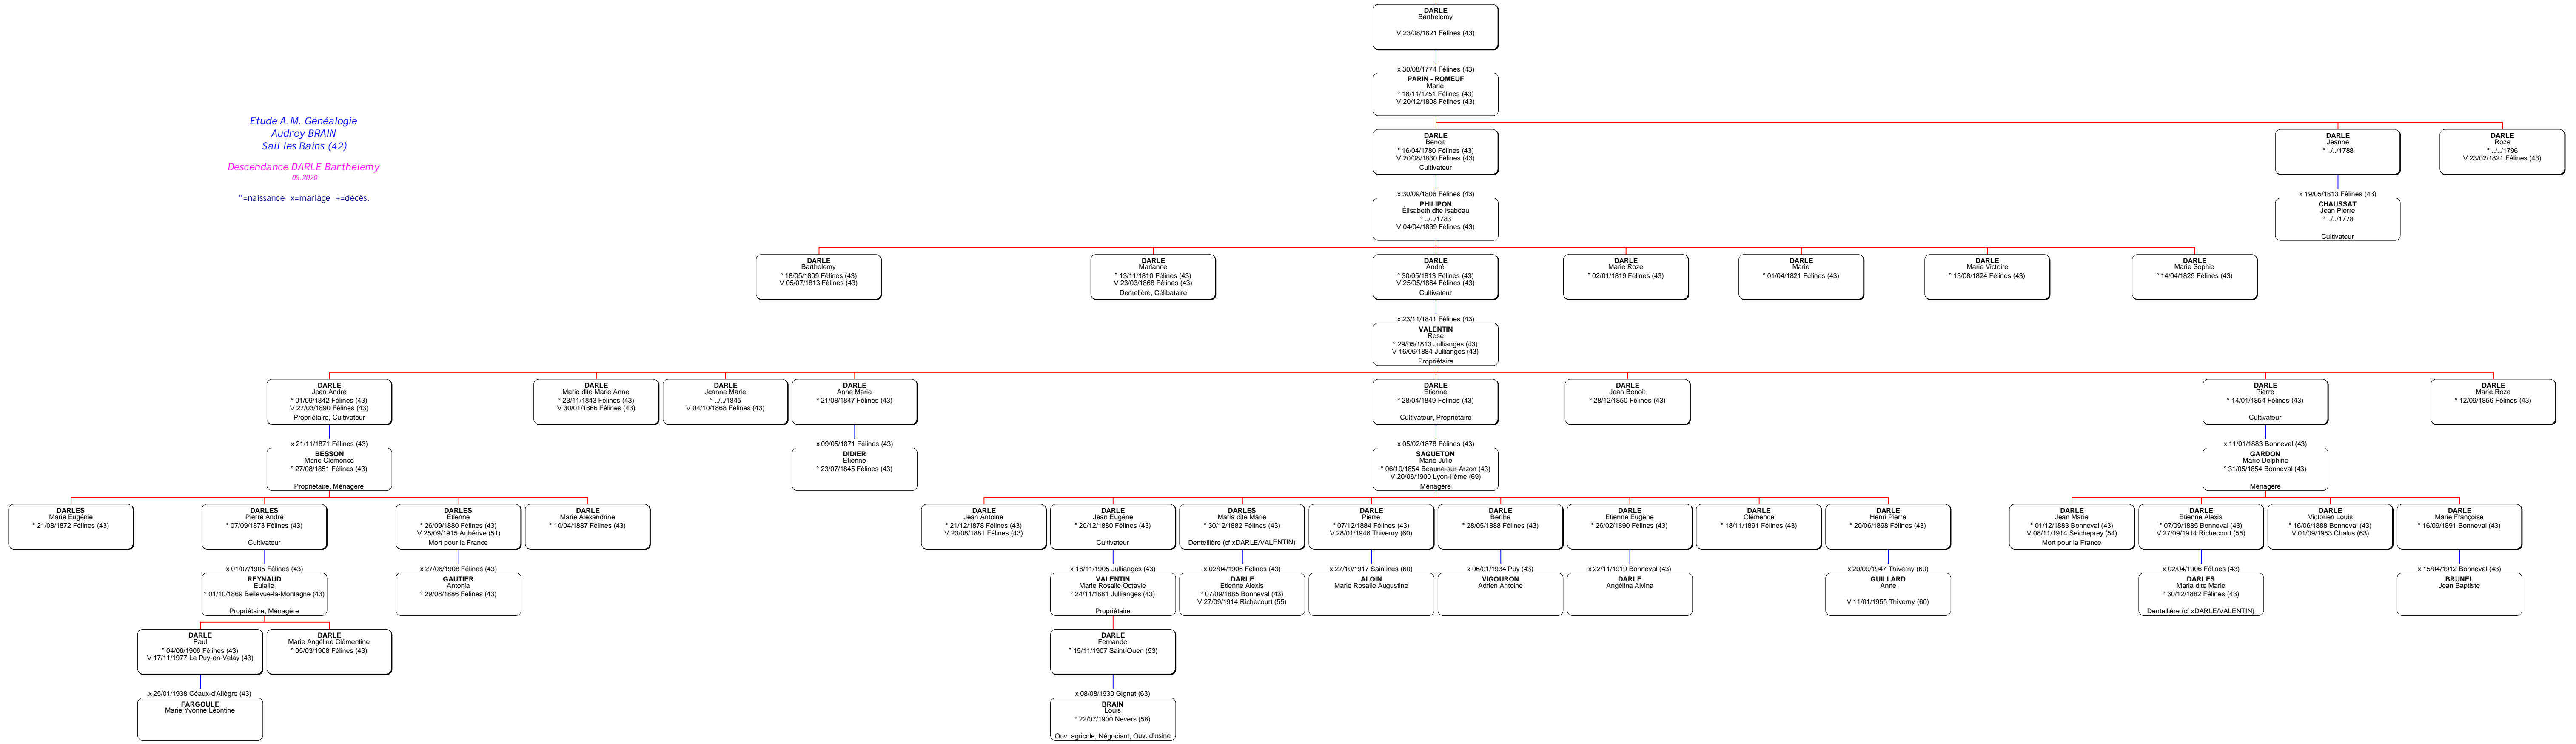 DARLE
Barthelemy
V 23/08/1821 Félines (43)
x 30/08/1774 Félines (43)
PARIN - ROMEUF
Marie
° 18/11/1751 Félines (43)
V 20/12/1808 Félines (43)
Etude A.M. Généalogie
Audrey BRAIN
Sail les Bains (42)
Descendance DARLE Barthelemy
05.2020
°=naissance x=mariage +=décès.
DARLE
Benoit
° 16/04/1780 Félines (43)
V 20/08/1830 Félines (43)
Cultivateur
x 30/09/1806 Félines (43)
PHILIPON
Élisabeth dite Isabeau
° ../../1783
V 04/04/1839 Félines (43)
DARLE
Jeanne
° ../../1788
x 19/05/1813 Félines (43)
CHAUSSAT
Jean Pierre
° ../../1778
Cultivateur
DARLE
Roze
° ../../1796
V 23/02/1821 Félines (43)
DARLE
Barthelemy
° 18/05/1809 Félines (43)
V 05/07/1813 Félines (43)
DARLE
Marianne
° 13/11/1810 Félines (43)
V 23/03/1868 Félines (43)
Dentelière, Célibataire
DARLE
André
° 30/05/1813 Félines (43)
V 25/05/1864 Félines (43)
Cultivateur
x 23/11/1841 Félines (43)
VALENTIN
Rose
° 29/05/1813 Jullianges (43)
V 16/06/1884 Jullianges (43)
Propriétaire
DARLE
Marie Roze
° 02/01/1819 Félines (43)
DARLE
Marie
° 01/04/1821 Félines (43)
DARLE
Marie Victoire
° 13/08/1824 Félines (43)
DARLE
Marie Sophie
° 14/04/1829 Félines (43)
DARLE
Jean André
° 01/09/1842 Félines (43)
V 27/03/1890 Félines (43)
Propriétaire, Cultivateur
x 21/11/1871 Félines (43)
BESSON
Marie Clemence
° 27/08/1851 Félines (43)
Propriétaire, Ménagère
DARLE
Marie dite Marie Anne
° 23/11/1843 Félines (43)
V 30/01/1866 Félines (43)
DARLE
Jeanne Marie
° ../../1845
V 04/10/1868 Félines (43)
DARLE
Anne Marie
° 21/08/1847 Félines (43)
x 09/05/1871 Félines (43)
DIDIER
Etienne
° 23/07/1845 Félines (43)
DARLE
Etienne
° 28/04/1849 Félines (43)
Cultivateur, Propriétaire
x 05/02/1878 Félines (43)
SAGUETON
Marie Julie
° 06/10/1854 Beaune-sur-Arzon (43)
V 20/06/1900 Lyon-IIème (69)
Ménagère
DARLE
Jean Benoit
° 28/12/1850 Félines (43)
DARLE
Pierre
° 14/01/1854 Félines (43)
Cultivateur
x 11/01/1883 Bonneval (43)
GARDON
Marie Delphine
° 31/05/1854 Bonneval (43)
Ménagère
DARLE
Marie Roze
° 12/09/1856 Félines (43)
DARLES
Marie Eugénie
° 21/08/1872 Félines (43)
DARLES
Pierre André
° 07/09/1873 Félines (43)
Cultivateur
x 01/07/1905 Félines (43)
REYNAUD
Eulalie
° 01/10/1869 Bellevue-la-Montagne (43)
Propriétaire, Ménagère
DARLES
Etienne
° 26/09/1880 Félines (43)
V 25/09/1915 Aubérive (51)
Mort pour la France
x 27/06/1908 Félines (43)
GAUTIER
Antonia
° 29/08/1886 Félines (43)
DARLE
Marie Alexandrine
° 10/04/1887 Félines (43)
DARLE
Jean Antoine
° 21/12/1878 Félines (43)
V 23/08/1881 Félines (43)
DARLE
Jean Eugène
° 20/12/1880 Félines (43)
Cultivateur
x 16/11/1905 Jullianges (43)
VALENTIN
Marie Rosalie Octavie
° 24/11/1881 Jullianges (43)
Propriétaire
DARLES
Maria dite Marie
° 30/12/1882 Félines (43)
Dentellière (cf xDARLE/VALENTIN)
x 02/04/1906 Félines (43)
DARLE
Etienne Alexis
° 07/09/1885 Bonneval (43)
V 27/09/1914 Richecourt (55)
DARLE
Pierre
° 07/12/1884 Félines (43)
V 28/01/1946 Thiverny (60)
x 27/10/1917 Saintines (60)
ALOIN
Marie Rosalie Augustine
DARLE
Berthe
° 28/05/1888 Félines (43)
x 06/01/1934 Puy (43)
VIGOURON
Adrien Antoine
DARLE
Etienne Eugène
° 26/02/1890 Félines (43)
x 22/11/1919 Bonneval (43)
DARLE
Angélina Alvina
DARLE
Clémence
° 18/11/1891 Félines (43)
DARLE
Henri Pierre
° 20/06/1898 Félines (43)
x 20/09/1947 Thiverny (60)
GUILLARD
Anne
V 11/01/1955 Thiverny (60)
DARLE
Jean Marie
° 01/12/1883 Bonneval (43)
V 08/11/1914 Seicheprey (54)
Mort pour la France
DARLE
Etienne Alexis
° 07/09/1885 Bonneval (43)
V 27/09/1914 Richecourt (55)
x 02/04/1906 Félines (43)
DARLES
Maria dite Marie
° 30/12/1882 Félines (43)
Dentellière (cf xDARLE/VALENTIN)
DARLE
Victorien Louis
° 16/06/1888 Bonneval (43)
V 01/09/1953 Chalus (63)
DARLE
Marie Françoise
° 16/09/1891 Bonneval (43)
x 15/04/1912 Bonneval (43)
BRUNEL
Jean Baptiste
DARLE
Paul
° 04/06/1906 Félines (43)
V 17/11/1977 Le Puy-en-Velay (43)
x 25/01/1938 Céaux-d'Allègre (43)
FARGOULE
Marie Yvonne Léontine
DARLE
Marie Angéline Clémentine
° 05/03/1908 Félines (43)
DARLE
Fernande
° 15/11/1907 Saint-Ouen (93)
x 08/08/1930 Gignat (63)
BRAIN
Louis
° 22/07/1900 Nevers (58)
Ouv. agricole, Négociant, Ouv. d'usine